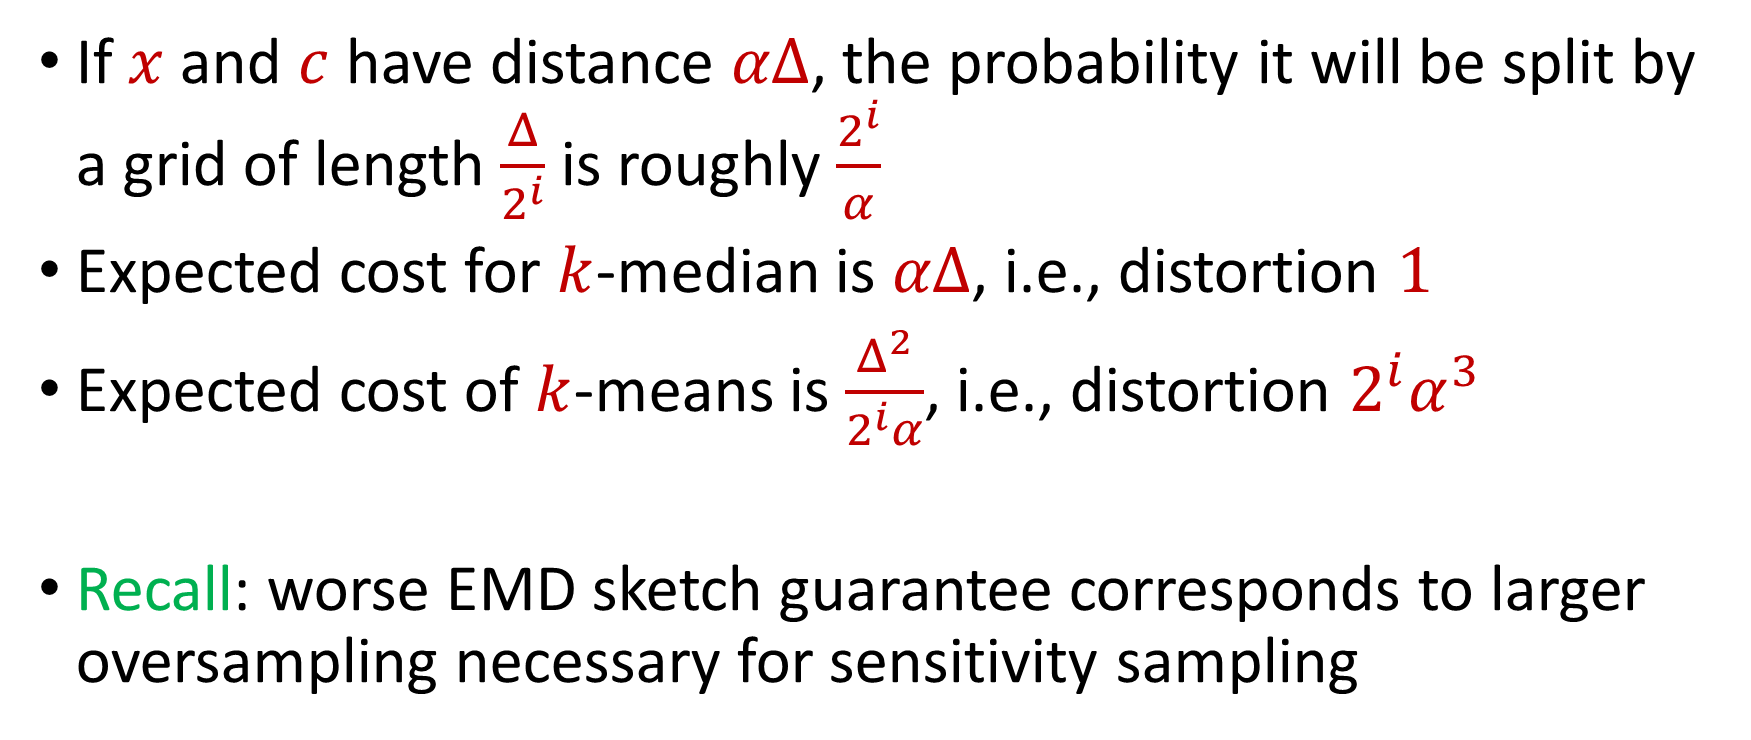 • If x and c have distance αΔ, the probability it will be split by
a grid of length Δ/2^i is roughly 2^i/α
• Expected cost for k-median is αΔ, i.e., distortion 1
• Expected cost of k-means is Δ²/(2^i α), i.e., distortion 2^i α³
• Recall: worse EMD sketch guarantee corresponds to larger
oversampling necessary for sensitivity sampling